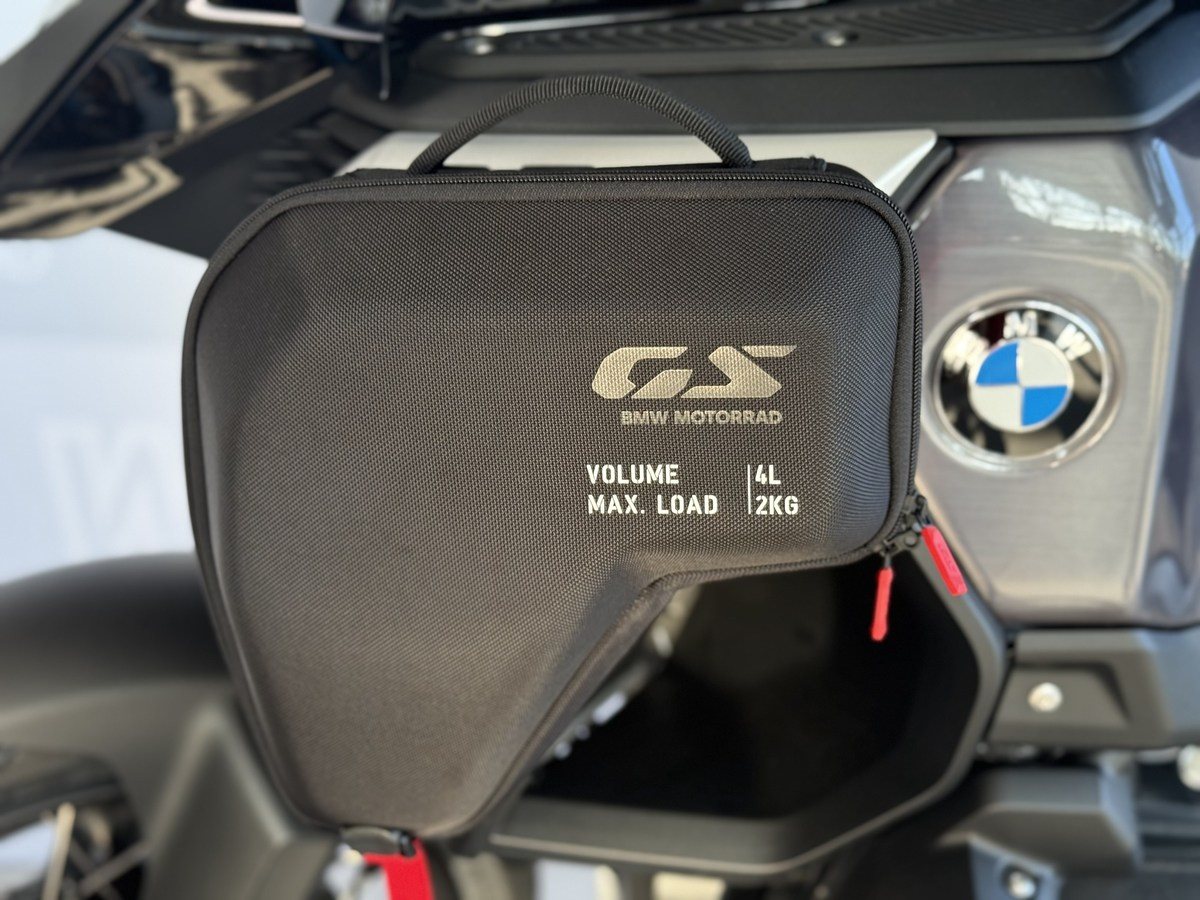 GS
BMW MOTORRAD
VOLUME | 4L
MAX. LOAD | 2KG
BMW